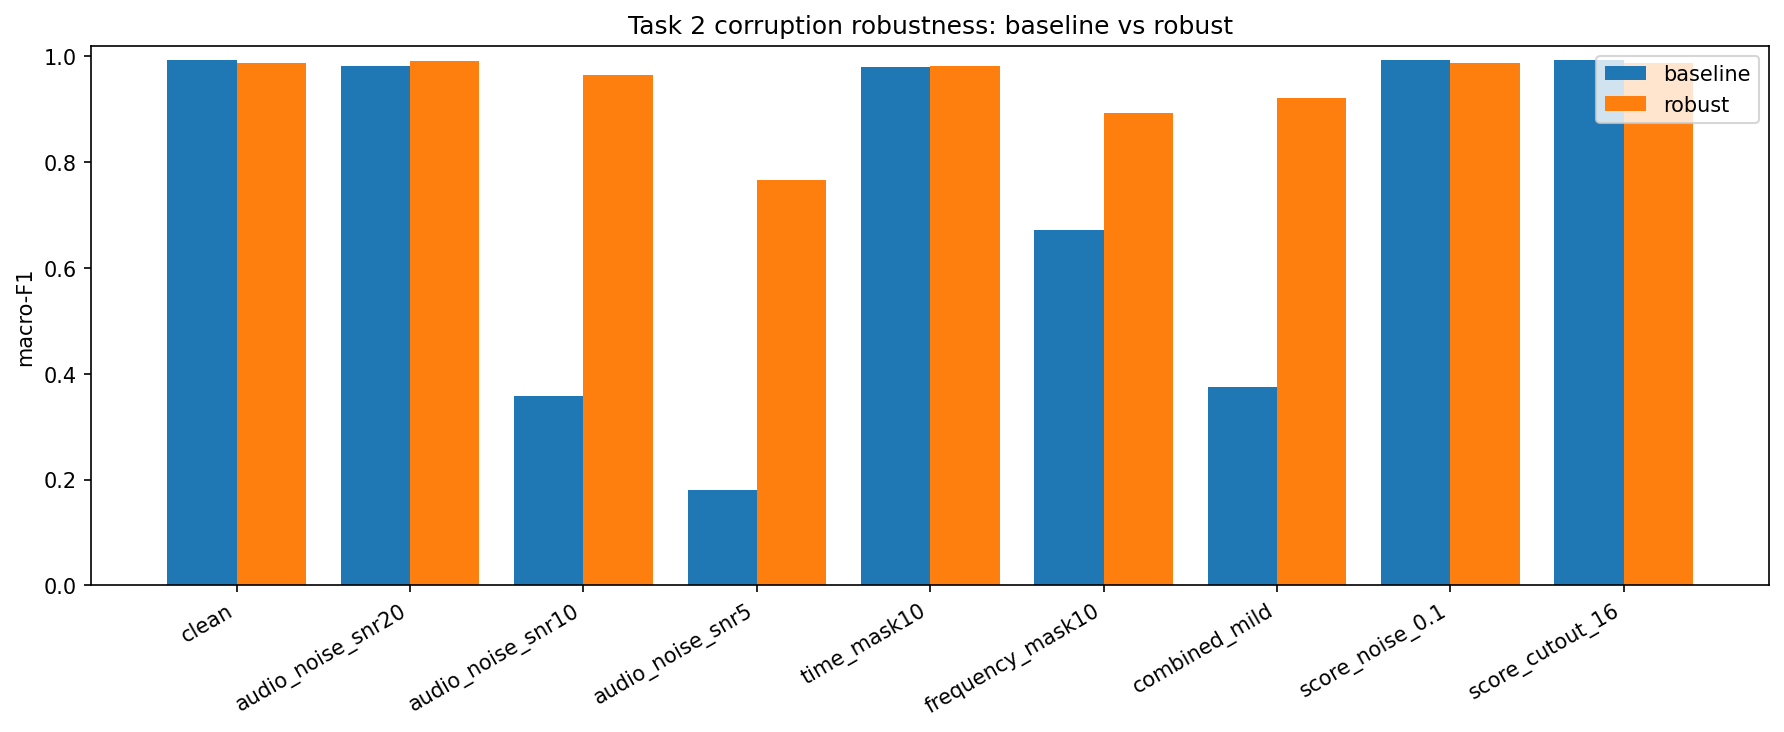 Task 2 corruption robustness: baseline vs robust
baseline
robust
macro-F1
1.0
0.8
0.6
0.4
0.2
0.0
clean
audio_noise_snr20
audio_noise_snr10
audio_noise_snr5
time_mask10
frequency_mask10
combined_mild
score_noise_0.1
score_cutout_16